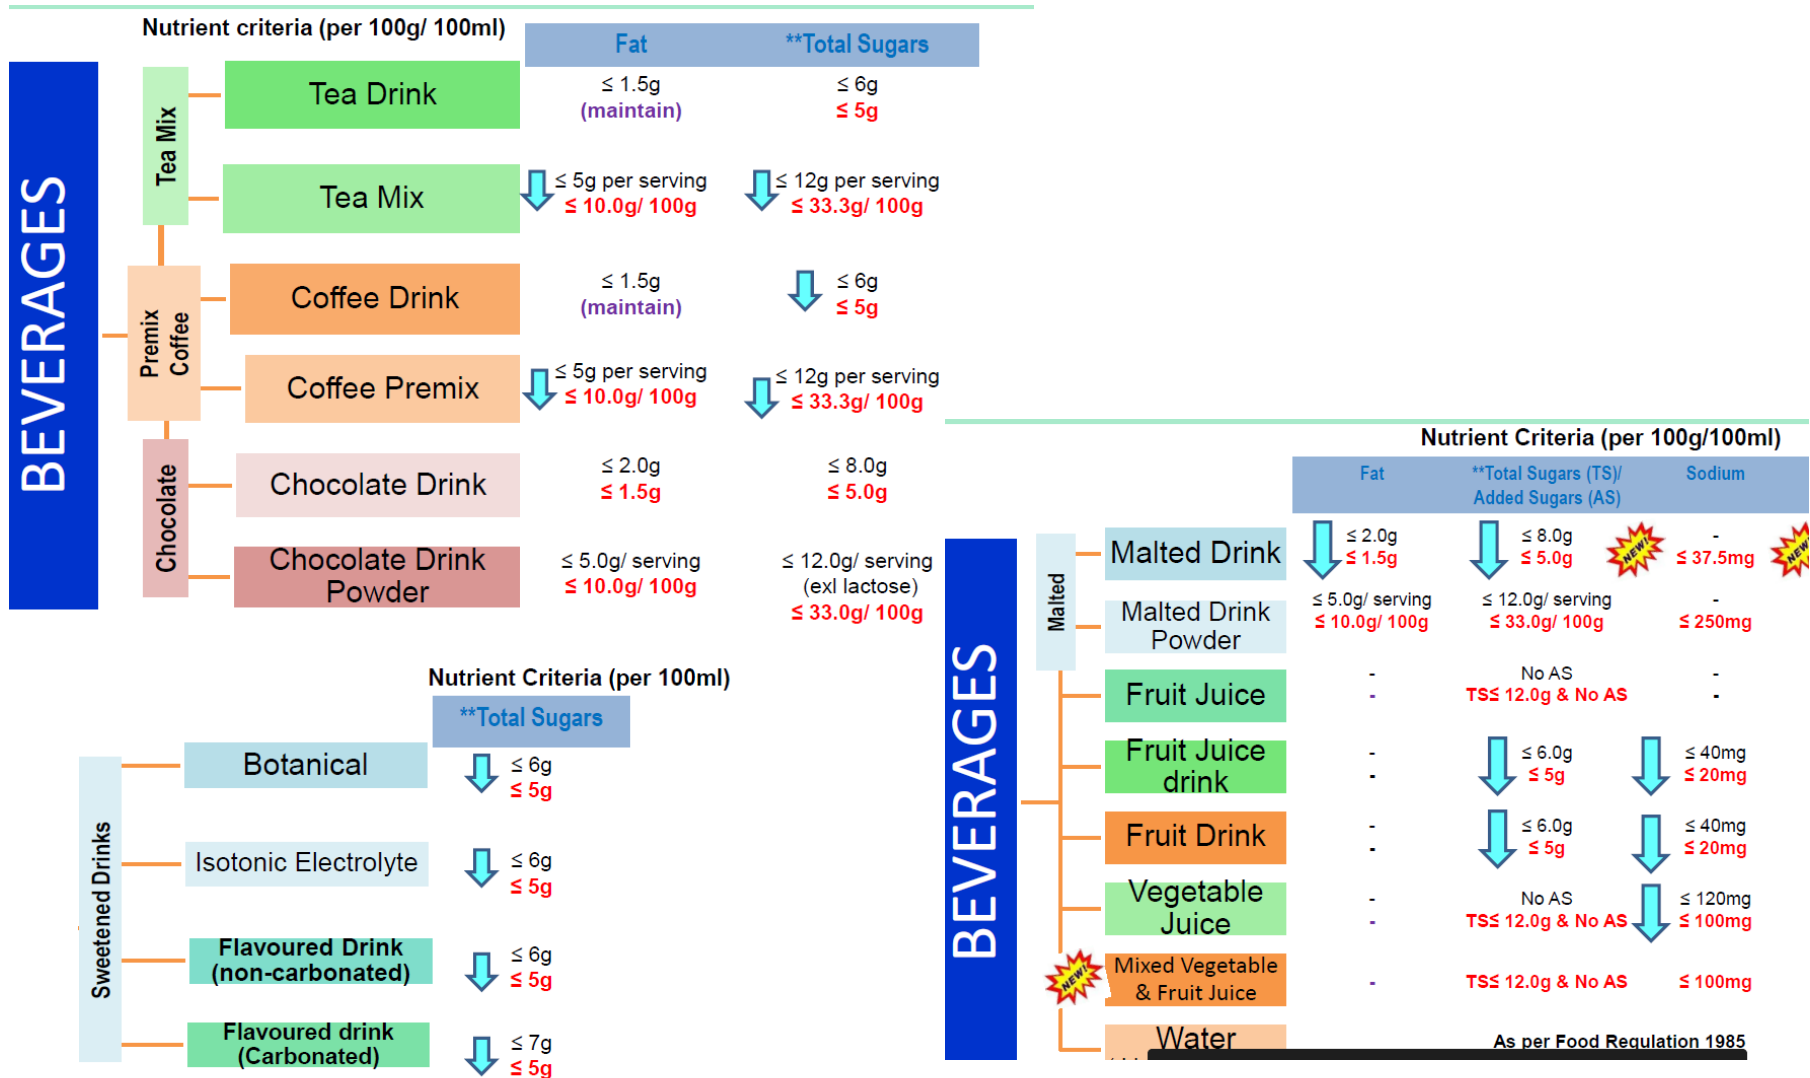 Nutrient criteria (per 100g/ 100ml)
Fat
**Total Sugars
BEVERAGES
Tea Mix
Tea Drink
≤ 1.5g
(maintain)
≤ 6g
≤ 5g
Tea Mix
≤ 5g per serving
≤ 10.0g/ 100g
≤ 12g per serving
≤ 33.3g/ 100g
Premix
Coffee
Coffee Drink
≤ 1.5g
(maintain)
≤ 6g
≤ 5g
Coffee Premix
≤ 5g per serving
≤ 10.0g/ 100g
≤ 12g per serving
≤ 33.3g/ 100g
Chocolate
Chocolate Drink
≤ 2.0g
≤ 1.5g
≤ 8.0g
≤ 5.0g
Chocolate Drink
Powder
≤ 5.0g/ serving
≤ 10.0g/ 100g
≤ 12.0g/ serving
(exl lactose)
≤ 33.0g/ 100g
Nutrient Criteria (per 100ml)
**Total Sugars
Sweetened Drinks
Botanical
≤ 6g
≤ 5g
Isotonic Electrolyte
≤ 6g
≤ 5g
Flavoured Drink
(non-carbonated)
≤ 6g
≤ 5g
Flavoured drink
(Carbonated)
≤ 7g
≤ 5g
Nutrient Criteria (per 100g/100ml)
Fat
**Total Sugars (TS)/
Added Sugars (AS)
Sodium
BEVERAGES
Malted
Malted Drink
≤ 2.0g
≤ 1.5g
≤ 8.0g
≤ 5.0g
NEW!
-
≤ 37.5mg
NEW!
Malted Drink
Powder
≤ 5.0g/ serving
≤ 10.0g/ 100g
≤ 12.0g/ serving
≤ 33.0g/ 100g
-
≤ 250mg
Fruit Juice
-
-
No AS
TS≤ 12.0g & No AS
-
-
Fruit Juice
drink
-
-
≤ 6.0g
≤ 5g
≤ 40mg
≤ 20mg
Fruit Drink
-
-
≤ 6.0g
≤ 5g
≤ 40mg
≤ 20mg
Vegetable
Juice
-
-
No AS
TS≤ 12.0g & No AS
≤ 120mg
≤ 100mg
NEW!
Mixed Vegetable
& Fruit Juice
-
TS≤ 12.0g & No AS
≤ 100mg
Water
As per Food Regulation 1985